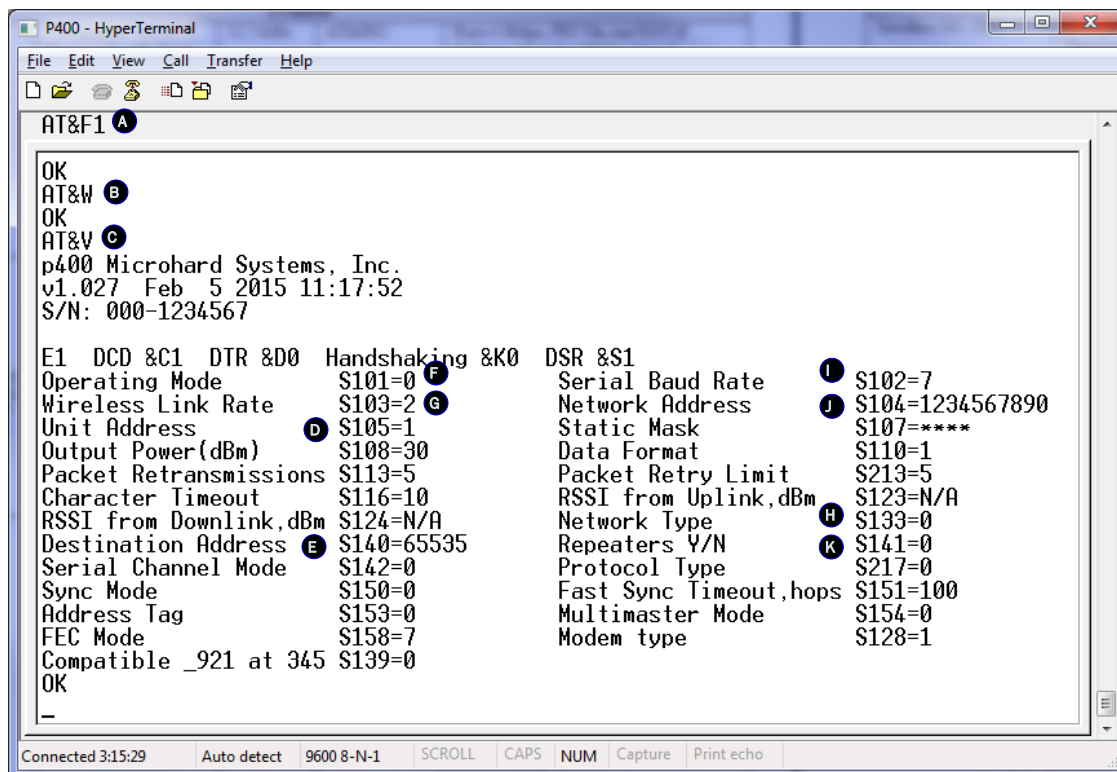 P400 - HyperTerminal
File Edit View Call Transfer Help
AT&F1 A
OK
AT&W B
OK
AT&V C
p400 Microhard Systems, Inc.
v1.027 Feb 5 2015 11:17:52
S/N: 000-1234567
E1 DCD &C1 DTR &D0 Handshaking &K0 DSR &S1
Operating Mode S101=0 F Serial Baud Rate I S102=7
Wireless Link Rate S103=2 G Network Address J S104=1234567890
Unit Address D S105=1 Static Mask S107=****
Output Power(dBm) S108=30 Data Format S110=1
Packet Retransmissions S113=5 Packet Retry Limit S213=5
Character Timeout S116=10 RSSI from Uplink,dBm S123=N/A
RSSI from Downlink,dBm S124=N/A Network Type H S133=0
Destination Address E S140=65535 Repeaters Y/N K S141=0
Serial Channel Mode S142=0 Protocol Type S217=0
Sync Mode S150=0 Fast Sync Timeout,hops S151=100
Address Tag S153=0 Multimaster Mode S154=0
FEC Mode S158=7 Modem type S128=1
Compatible _921 at 345 S139=0
OK
_
Connected 3:15:29 Auto detect 9600 8-N-1 SCROLL CAPS NUM Capture Print echo